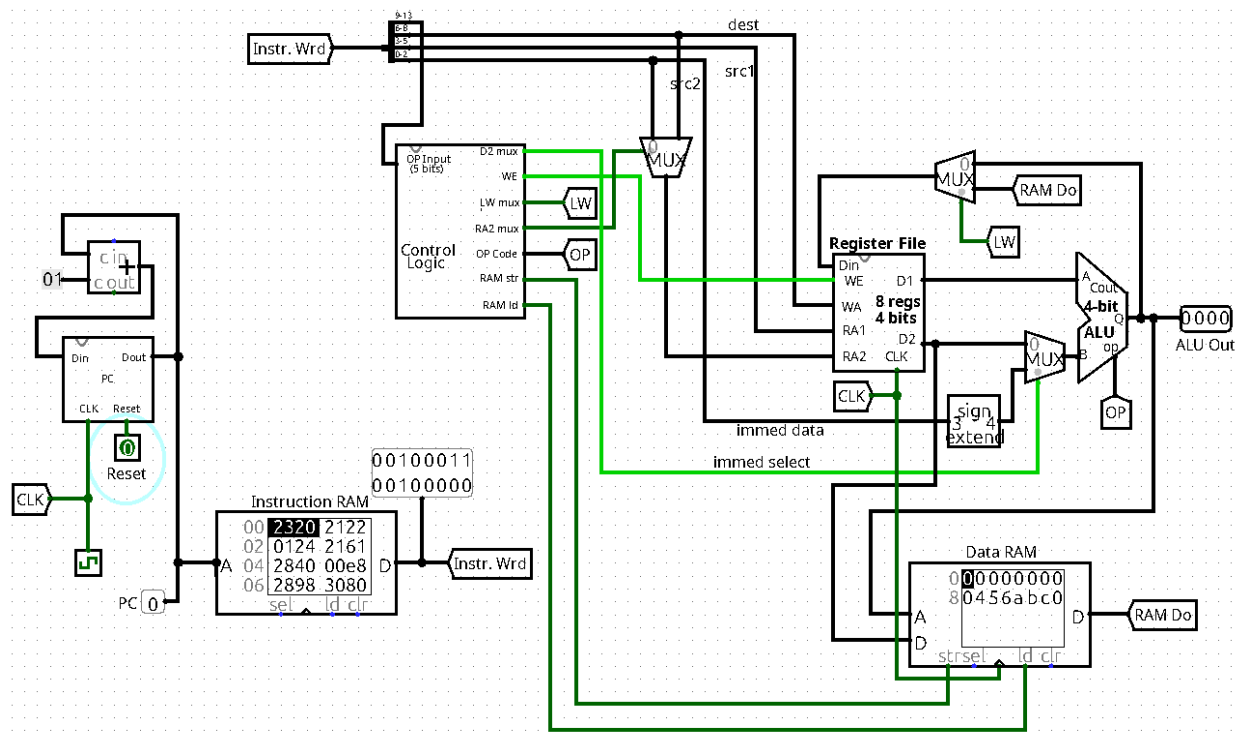 Instr. Wrd
9-13
6-8
3-5
0-2
dest
src1
src2
OP Input
(5 bits)
D2 mux
WE
LW mux
RA2 mux
OP Code
RAM str
RAM ld
Control
Logic
0
MUX
LW
OP
0
MUX
RAM Do
LW
c in
+
c out
01
Din
Dout
PC
CLK
Reset
0
Reset
CLK
PC 0
Register File
Din
WE
WA
RA1
RA2
D1
8 regs
4 bits
D2
CLK
CLK
0
MUX
A
Cout
4-bit
ALU
Q
B
op
OP
0000
ALU Out
sign
3 4
extend
immed data
immed select
00100011
00100000
Instruction RAM
00 2320 2122
02 0124 2161
04 2840 00e8
06 2898 3080
A
D
sel ld clr
Instr. Wrd
Data RAM
0 00000000
8 0456abc0
A
D
D
str sel ld clr
RAM Do